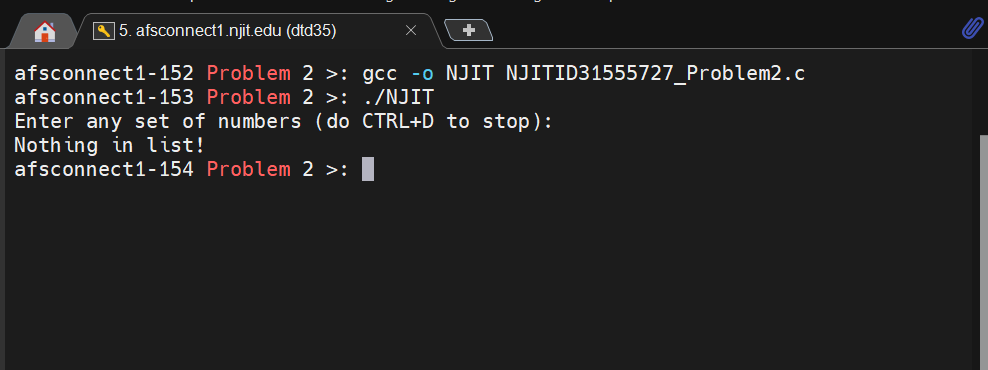 5. afsconnect1.njit.edu (dtd35)
afsconnect1-152 Problem 2 >: gcc -o NJIT NJITID31555727_Problem2.c
afsconnect1-153 Problem 2 >: ./NJIT
Enter any set of numbers (do CTRL+D to stop):
Nothing in list!
afsconnect1-154 Problem 2 >: